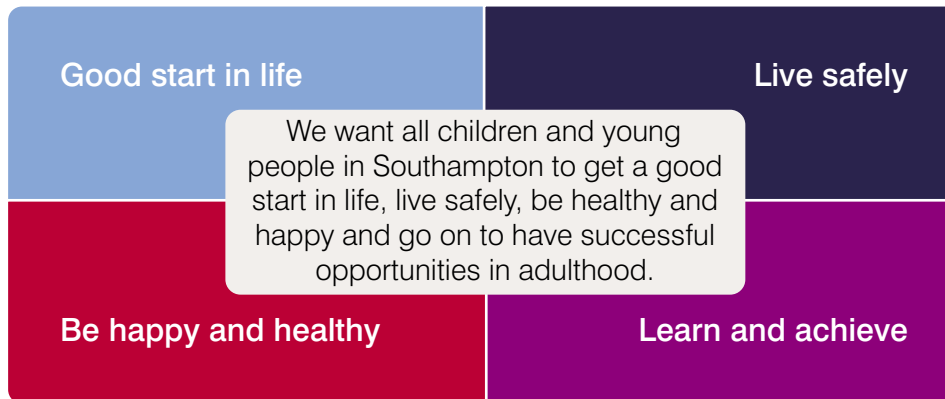 Good start in life
Live safely
We want all children and young
people in Southampton to get a good
start in life, live safely, be healthy and
happy and go on to have successful
opportunities in adulthood.
Be happy and healthy
Learn and achieve